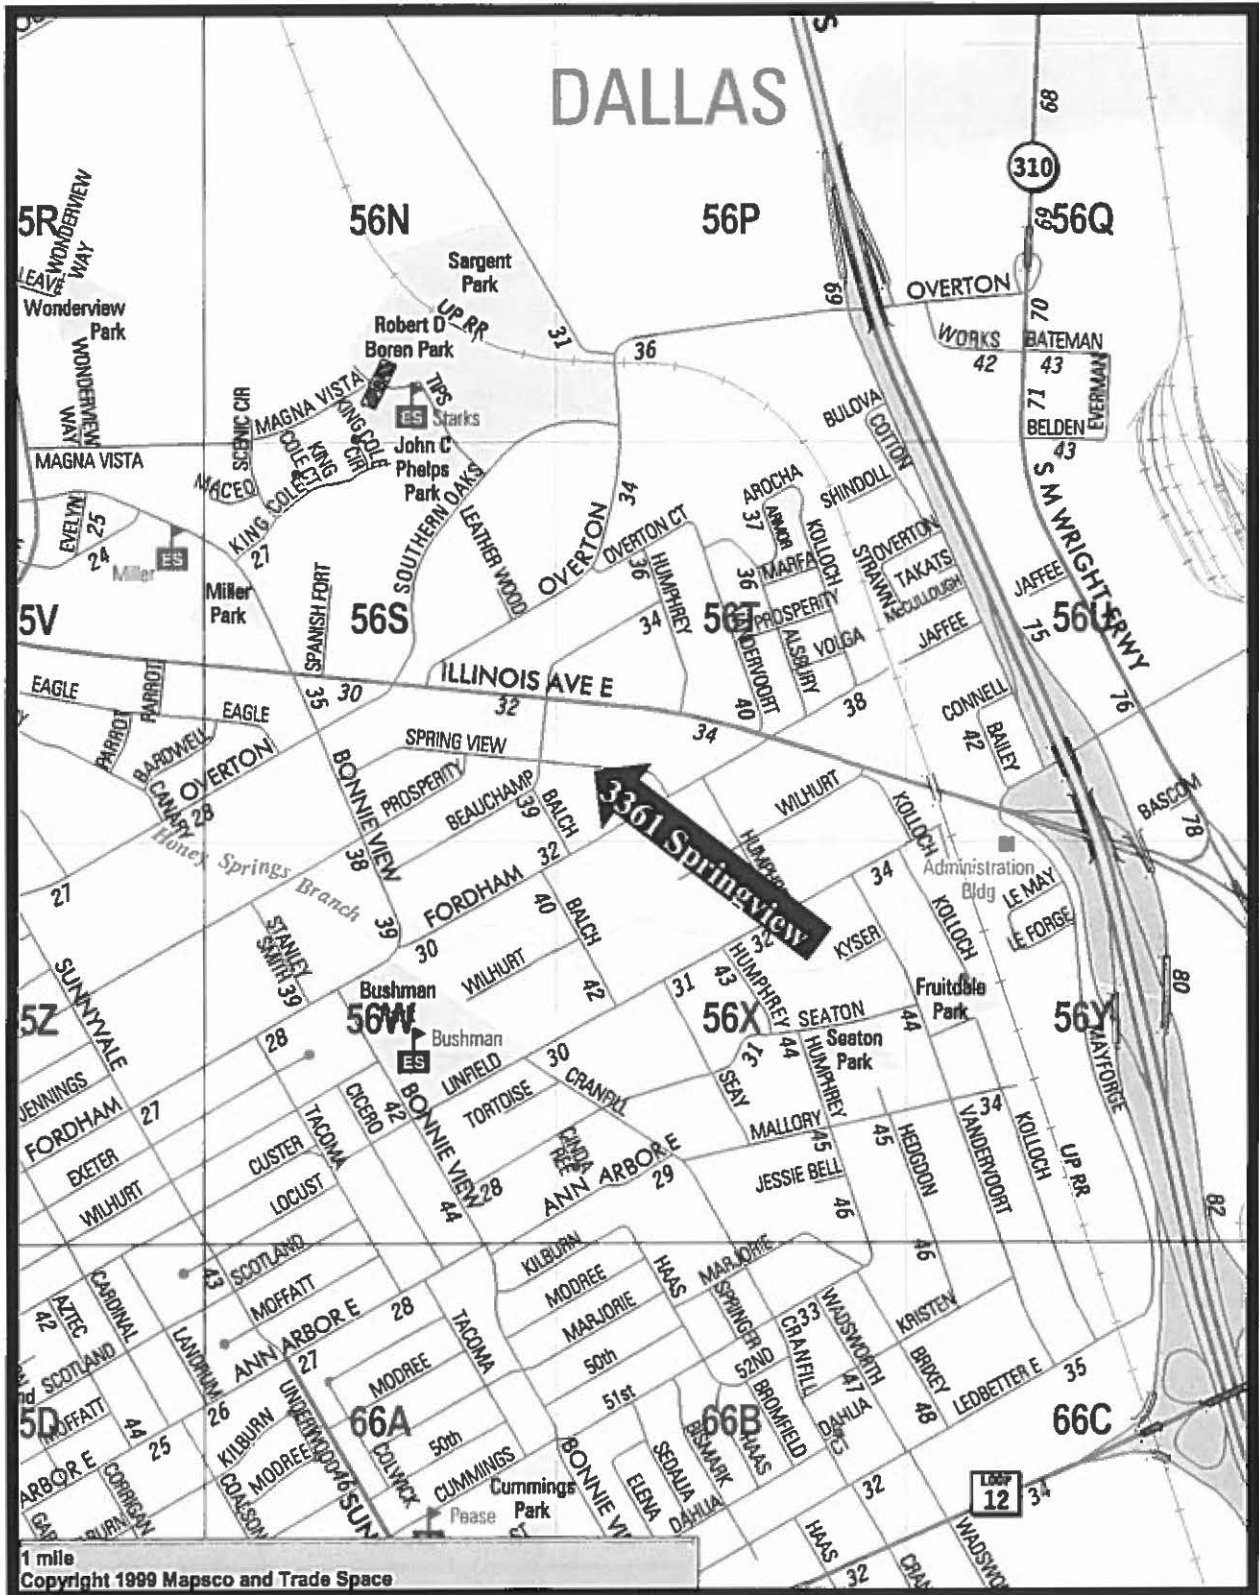 S
DALLAS
68
310
69
5R
56N
56P
56Q
WONDERVIEW
WAY
Sargent
Park
LEAVE
Wonderview
Park
69
OVERTON
70
UP RR
Robert D
Boren Park
31
36
WORKS
BATEMAN
42
43
WONDERVIEW
WAY
TIPS
EVERMAN
71
BULOVA
COTTON
SCENIC CIR
MAGNA VISTA
ES
Starks
KING COLE
CIR
KING
COLE CT
John C
Phelps
Park
BELDEN
43
MAGNA VISTA
MACEO
KING COLE
SOUTHERN OAKS
LEATHER WOOD
34
AROCHA
SHINDOLL
S M WRIGHT FRWY
EVELYN
25
24
27
OVERTON
OVERTON CT
37
ARMOR
KOLLOCH
OVERTON
STRAWN
Miller
ES
36
HUMPHREY
36
MARFA
TAKATS
McCULLOUGH
JAFFEE
Miller
Park
SPANISH FORT
5V
56S
34
56T
PROSPERITY
VANDERVOORT
ALSBURY
VOLGA
JAFFEE
75
56U
EAGLE
PARROT
35
30
ILLINOIS AVE E
32
40
38
CONNELL
76
EAGLE
PARROT
BARDWELL
OVERTON
SPRING VIEW
34
42
BAILEY
CANARY
28
BONNIE VIEW
PROSPERITY
BEAUCHAMP
39
BALCH
3361 Springview
WILHURT
KOLLOCH
BASCOM
78
Honey Springs Branch
38
32
HUMPHREY
Administration
Bldg
27
FORDHAM
40
34
LE MAY
LE FORGE
STANLEY
SMITH
39
39
30
BALCH
WILHURT
42
32
KYSER
KOLLOCH
80
SUNNYVALE
Bushman
31
43
HUMPHREY
Fruitdale
Park
5Z
56W
56X
SEATON
44
56Y
28
Bushman
ES
30
31
44
Seaton
Park
MAYFORGE
JENNINGS
LINFIELD
CRANFILL
SEAY
HUMPHREY
FORDHAM
27
TACOMA
CICERO
42
BONNIE VIEW
TORTOISE
34
MALLORY
45
45
HEDGDON
VANDERVOORT
KOLLOCH
UP RR
EXETER
CUSTER
CINDA
REE
ANN ARBOR E
29
WILHURT
LOCUST
28
JESSIE BELL
46
82
44
43
SCOTLAND
KILBURN
HAAS
MARJORIE
46
CARDINAL
AZTEC
42
MOFFATT
MODREE
SPRINGER
SCOTLAND
LANDRUM
ANN ARBOR E
28
TACOMA
MARJORIE
33
WADSWORTH
KRISTEN
27
50th
CRANFILL
52ND
BRIXEY
MODREE
51st
47
LEDBETTER E
35
5D
MOFFATT
44
26
UNDERWOOD
66A
66B
BROMFIELD
DAHLIA
48
66C
25
KILBURN
50th
BISMARK
HAAS
ARBOR E
CORRIGAN
MODREE
COALSON
46
COLWICK
CUMMINGS
BONNIE VI
SEDALIA
ELENA
DAHLIA
32
LOOP
12
34
SUN
Cummings
Park
Pease
ST
HAAS
WADSWO
32
CRAN
1 mile
Copyright 1999 Mapsco and Trade Space